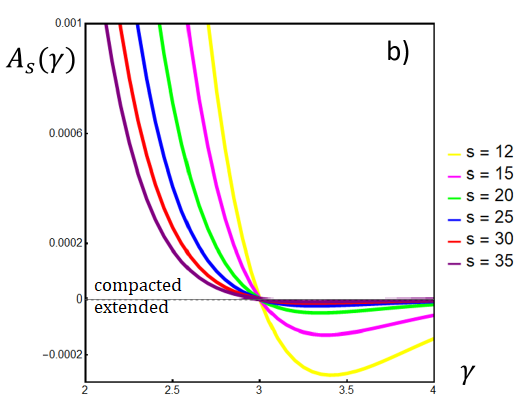 0.001
A_s(γ)
b)
0.0006
s = 12
s = 15
s = 20
s = 25
s = 30
s = 35
0.0002
compacted
0
extended
−0.0002
2
2.5
3
3.5
4
γ